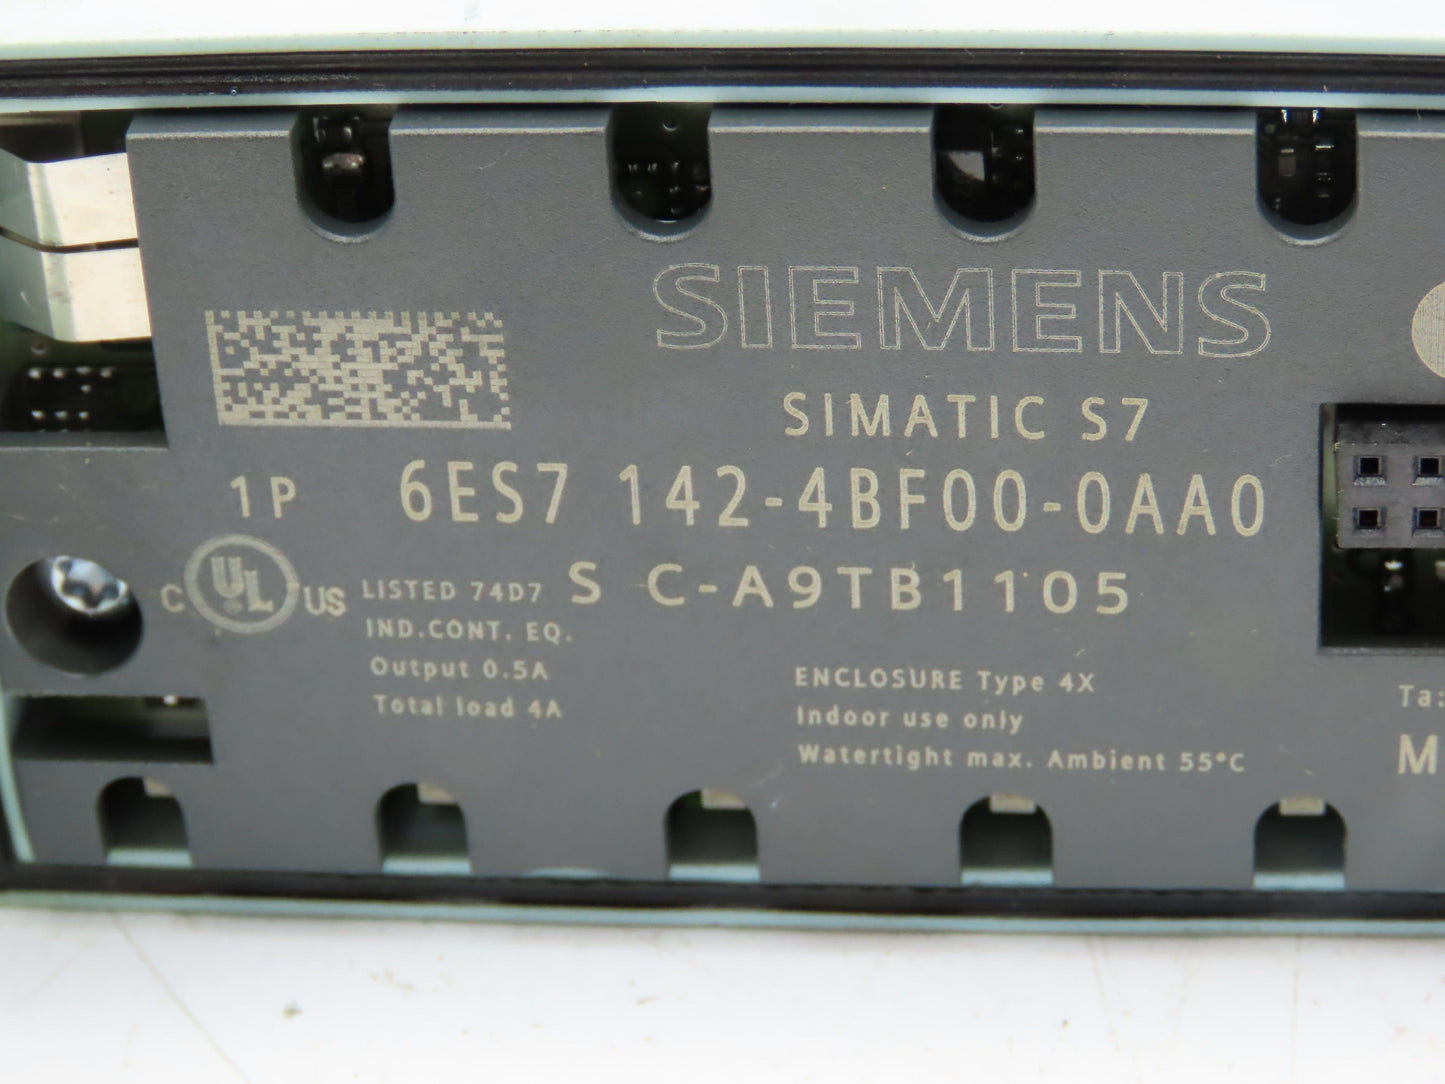 SIEMENS
SIMATIC S7
1P 6ES7 142-4BF00-0AA0
C UL US LISTED 74D7 S C-A9TB1105
IND.CONT. EQ.
Output 0.5A
Total load 4A
ENCLOSURE Type 4X
Indoor use only
Watertight max. Ambient 55°C
Ta:
M